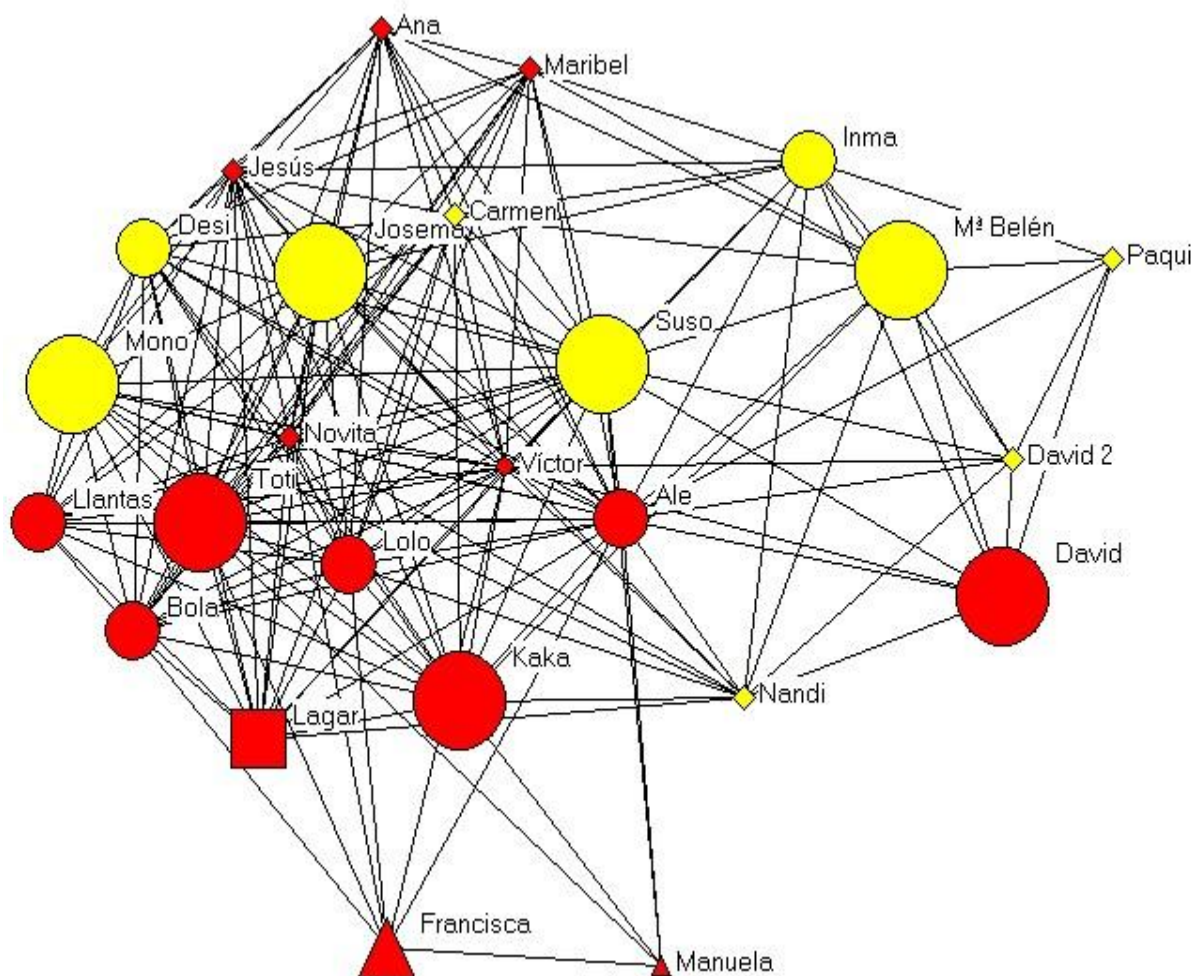 Ana
Maribel
Inma
Jesús
Carmen
Desi
Josema
Mª Belén
Paqui
Suso
Mono
Novita
Víctor
David 2
Llantas
Toti
Ale
Lolo
David
Bola
Kaka
Nandi
Lagar
Francisca
Manuela